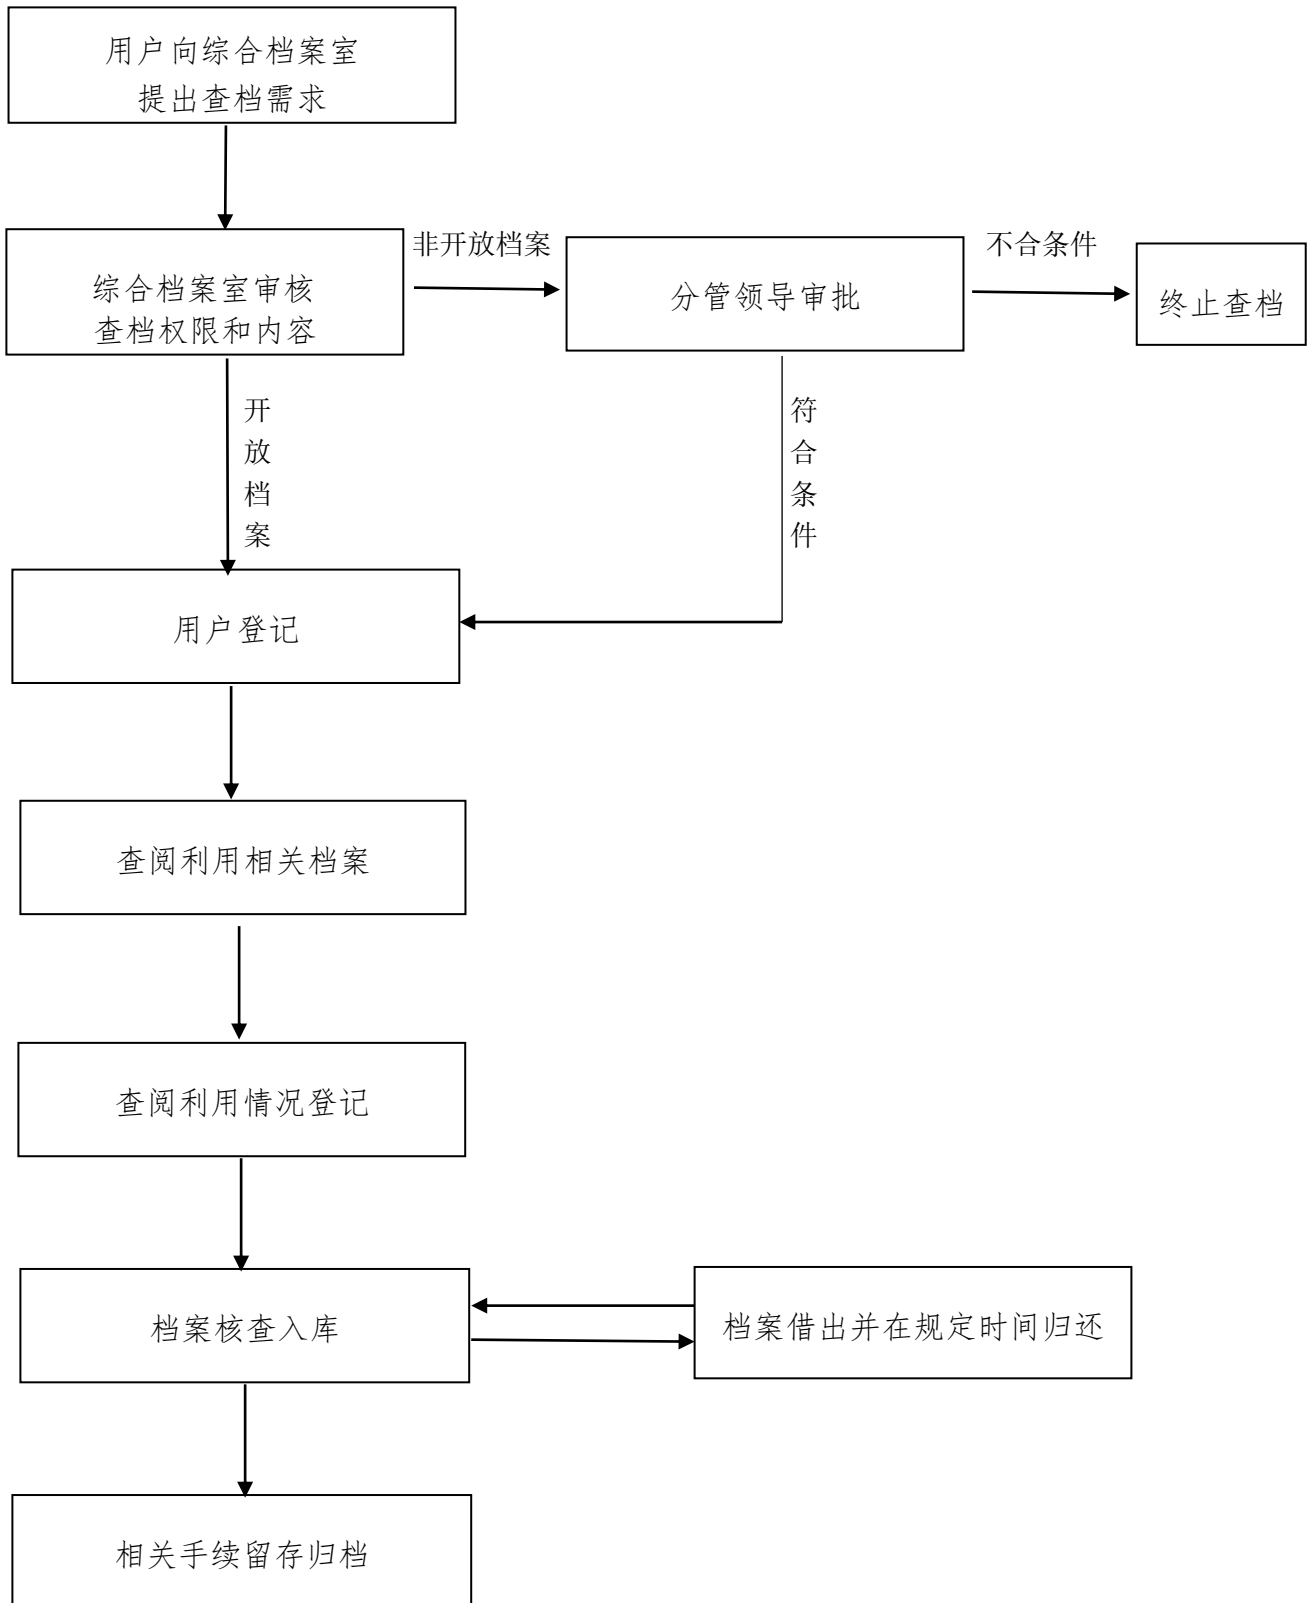 用户向综合档案室
提出查档需求
非开放档案
不合条件
综合档案室审核
查档权限和内容
分管领导审批
终止查档
开放档案
符合条件
用户登记
查阅利用相关档案
查阅利用情况登记
档案核查入库
档案借出并在规定时间归还
相关手续留存归档